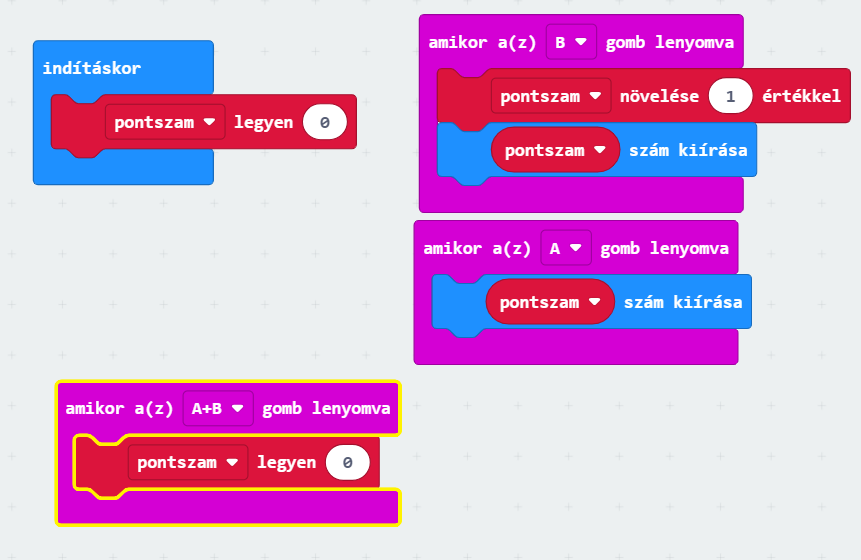 indításkor
pontszam legyen 0
amikor a(z) B gomb lenyomva
pontszam növelése 1 értékkel
pontszam szám kiírása
amikor a(z) A gomb lenyomva
pontszam szám kiírása
amikor a(z) A+B gomb lenyomva
pontszam legyen 0